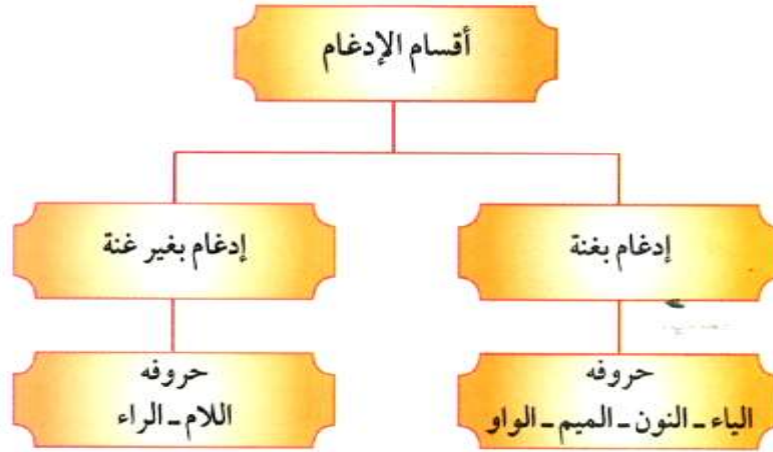 أقسام الإدغام
إدغام بغنة
إدغام بغير غنة
حروفه
الياء - النون - الميم - الواو
حروفه
اللام - الراء